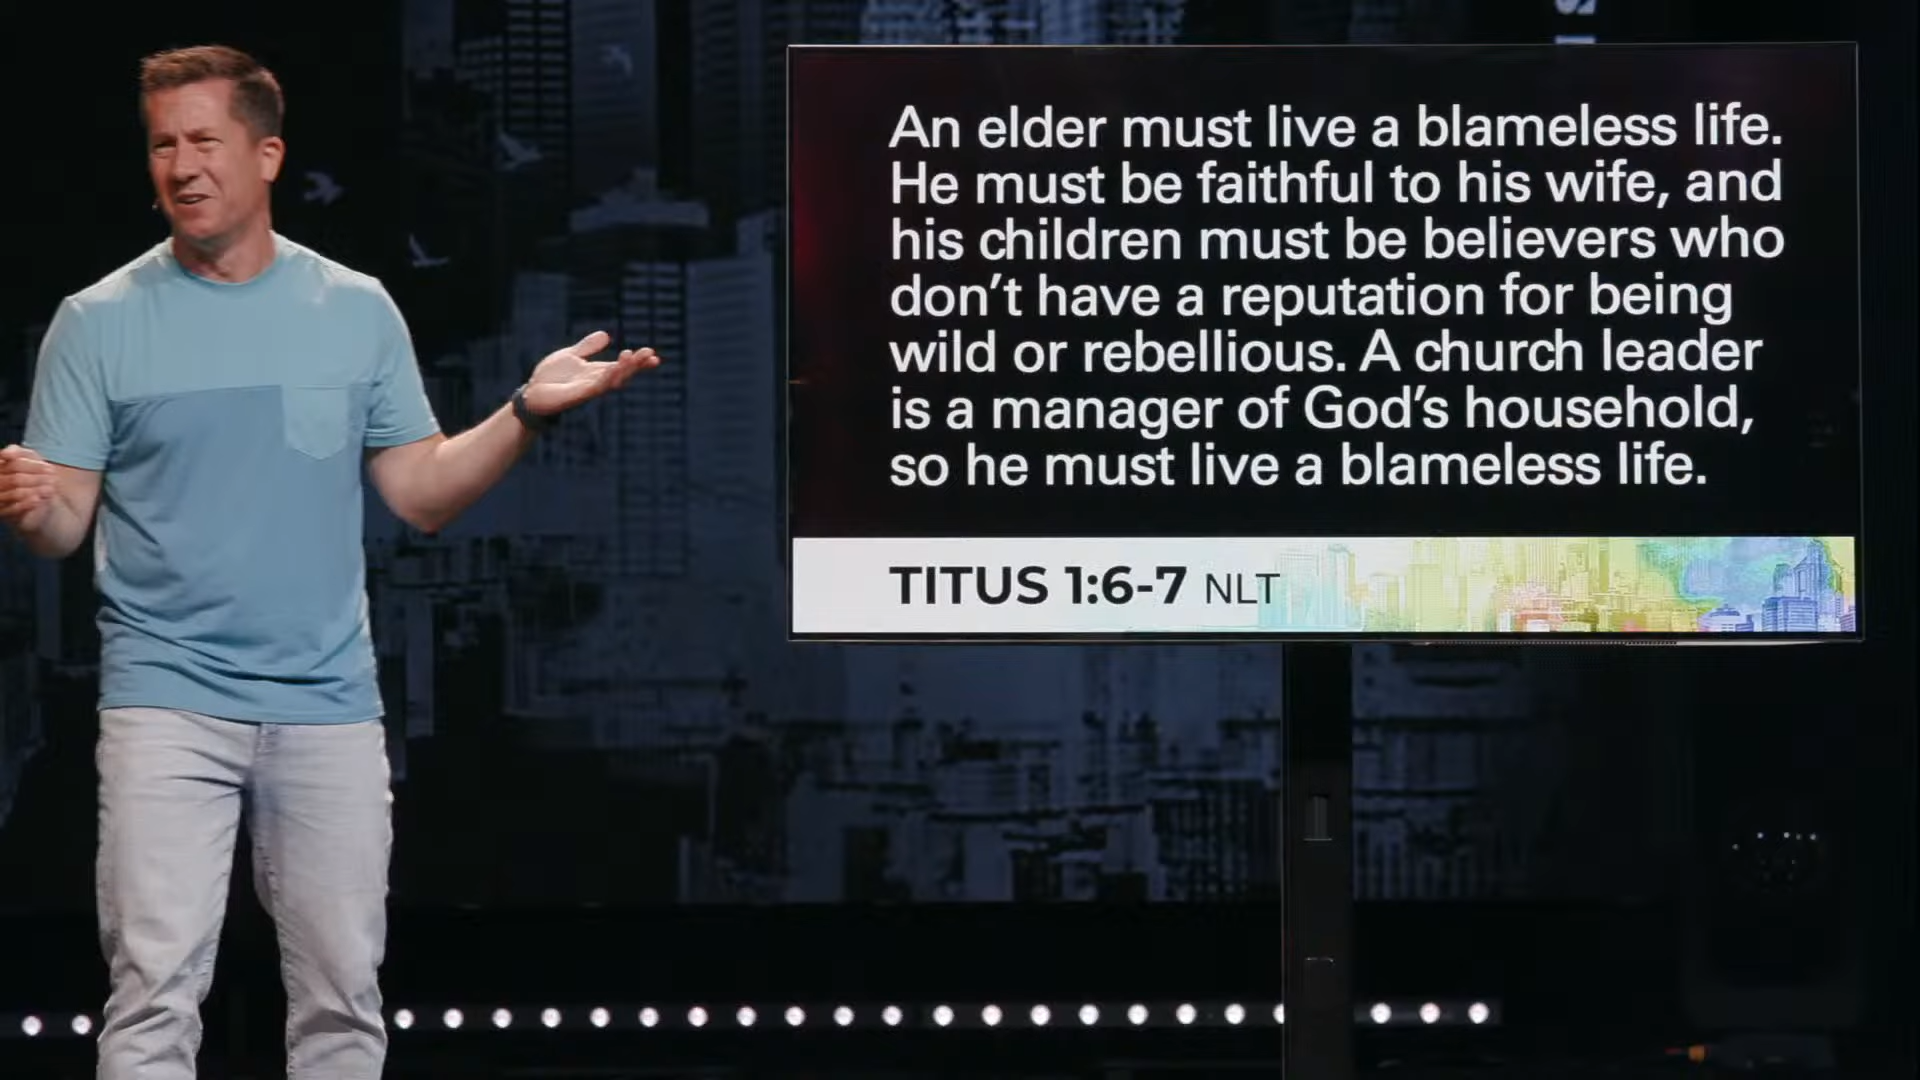 An elder must live a blameless life.
He must be faithful to his wife, and
his children must be believers who
don't have a reputation for being
wild or rebellious. A church leader
is a manager of God's household,
so he must live a blameless life.
TITUS 1:6-7 NLT